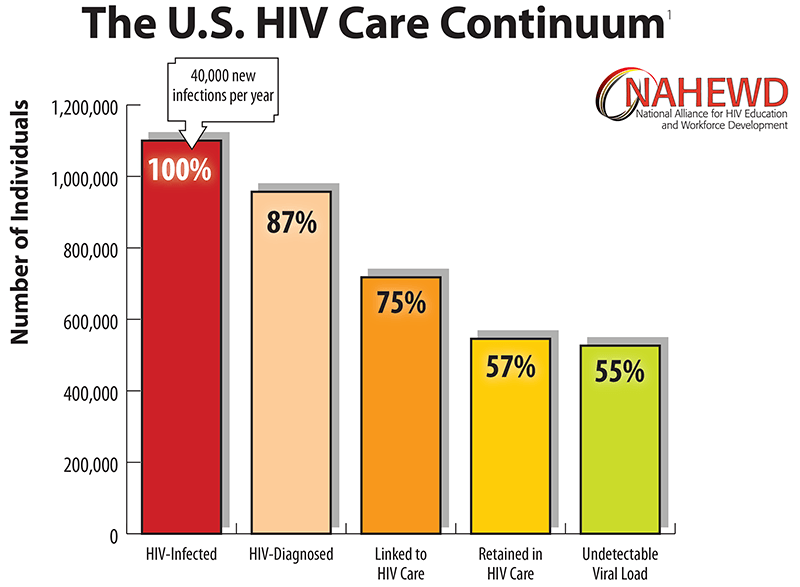 The U.S. HIV Care Continuum1
NAHEWD
National Alliance for HIV Education
and Workforce Development
40,000 new
infections per year
Number of Individuals
1,200,000
1,000,000
800,000
600,000
400,000
200,000
0
100%
87%
75%
57%
55%
HIV-Infected
HIV-Diagnosed
Linked to
HIV Care
Retained in
HIV Care
Undetectable
Viral Load